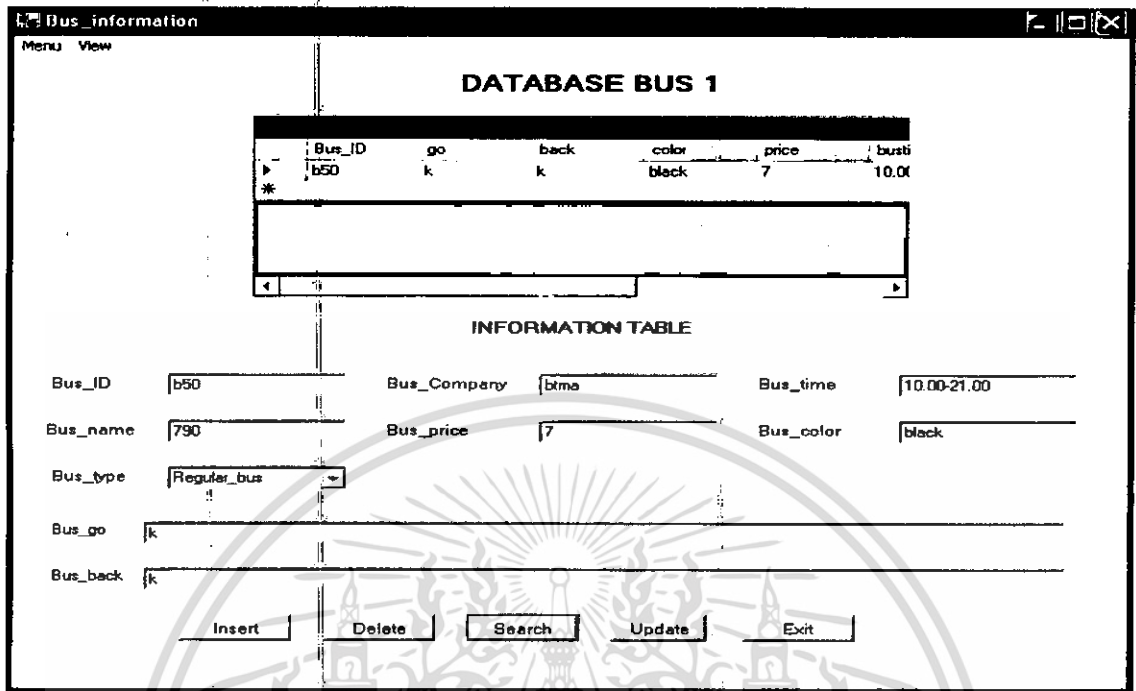 Bus_information
Menu View
DATABASE BUS 1
Bus_ID go back color price busti
b50 k k black 7 10.00
INFORMATION TABLE
Bus_ID b50 Bus_Company btma Bus_time 10.00-21.00
Bus_name 790 Bus_price 7 Bus_color black
Bus_type Regular_bus
Bus_go k
Bus_back k
Insert Delete Search Update Exit